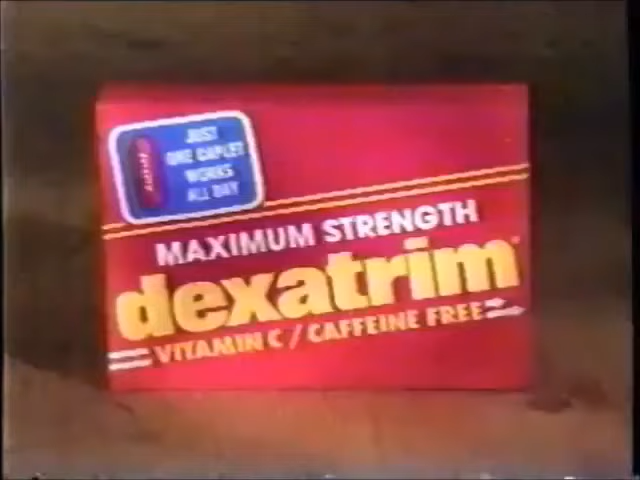 JUST
ONE CAPLET
WORKS
ALL DAY
MAXIMUM STRENGTH
dexatrim
VITAMIN C / CAFFEINE FREE